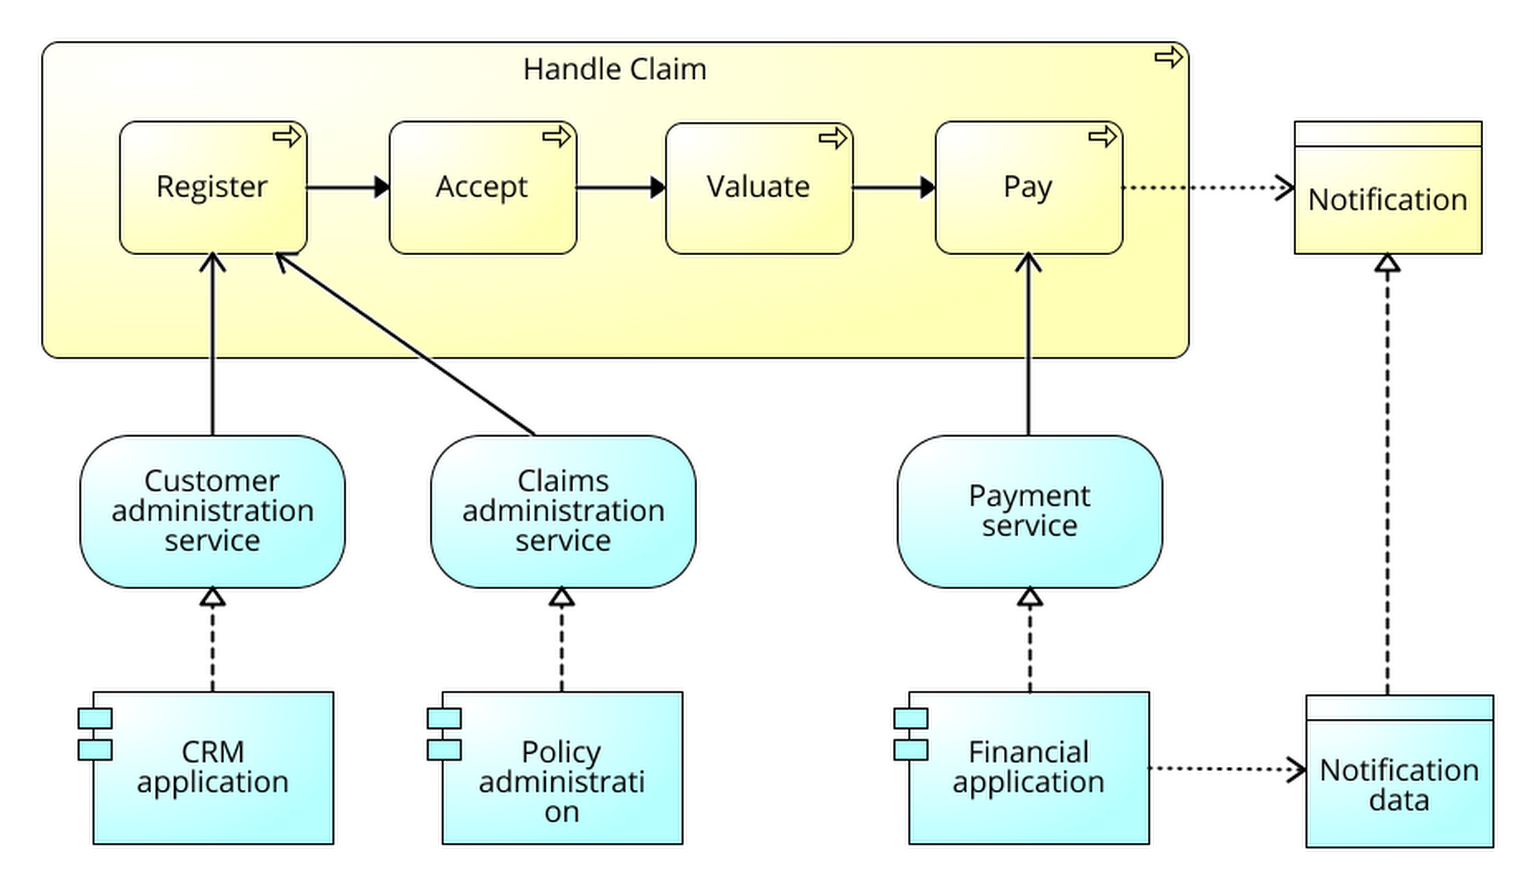 Handle Claim
Register
Accept
Valuate
Pay
Notification
Customer
administration
service
Claims
administration
service
Payment
service
CRM
application
Policy
administrati
on
Financial
application
Notification
data